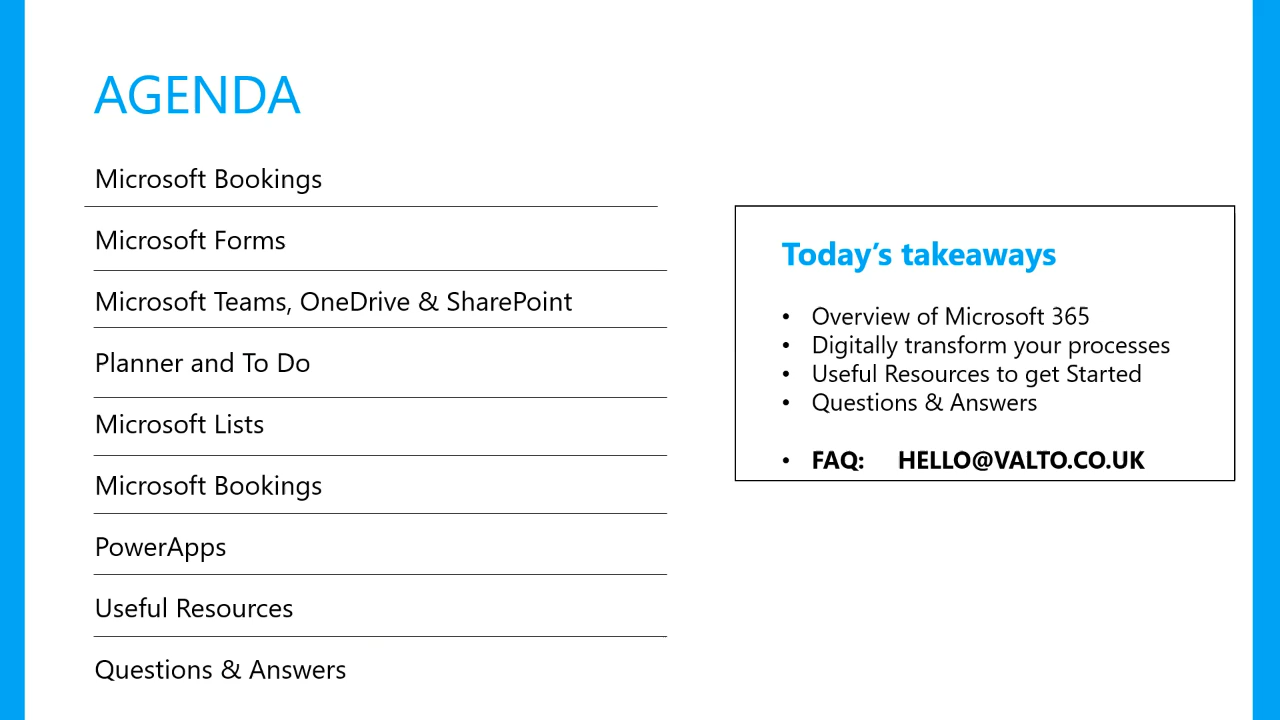 AGENDA
Microsoft Bookings
Microsoft Forms
Microsoft Teams, OneDrive & SharePoint
Planner and To Do
Microsoft Lists
Microsoft Bookings
PowerApps
Useful Resources
Questions & Answers
Today’s takeaways
• Overview of Microsoft 365
• Digitally transform your processes
• Useful Resources to get Started
• Questions & Answers
• FAQ: HELLO@VALTO.CO.UK